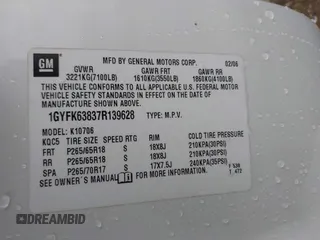 GM
MFD BY GENERAL MOTORS CORP. 02/06
GVWR GAWR FRT GAWR RR
3221KG(7100LB) 1610KG(3550LB) 1860KG(4100LB)
THIS VEHICLE CONFORMS TO ALL APPLICABLE U.S. FEDERAL MOTOR
VEHICLE SAFETY STANDARDS IN EFFECT ON THE DATE OF
MANUFACTURE SHOWN ABOVE.
1GYFK63837R139628 TYPE: M.P.V.
MODEL: K10706
KQC5 TIRE SIZE SPEED RTG RIM COLD TIRE PRESSURE
FRT P265/65R18 S 18X8J 210KPA(30PSI)
RR P265/65R18 S 18X8J 210KPA(30PSI)
SPA P265/70R17 S 17X7.5J 240KPA(35PSI)
SEE OWNER'S MANUAL FOR MORE INFORMATION.
DREAMBID